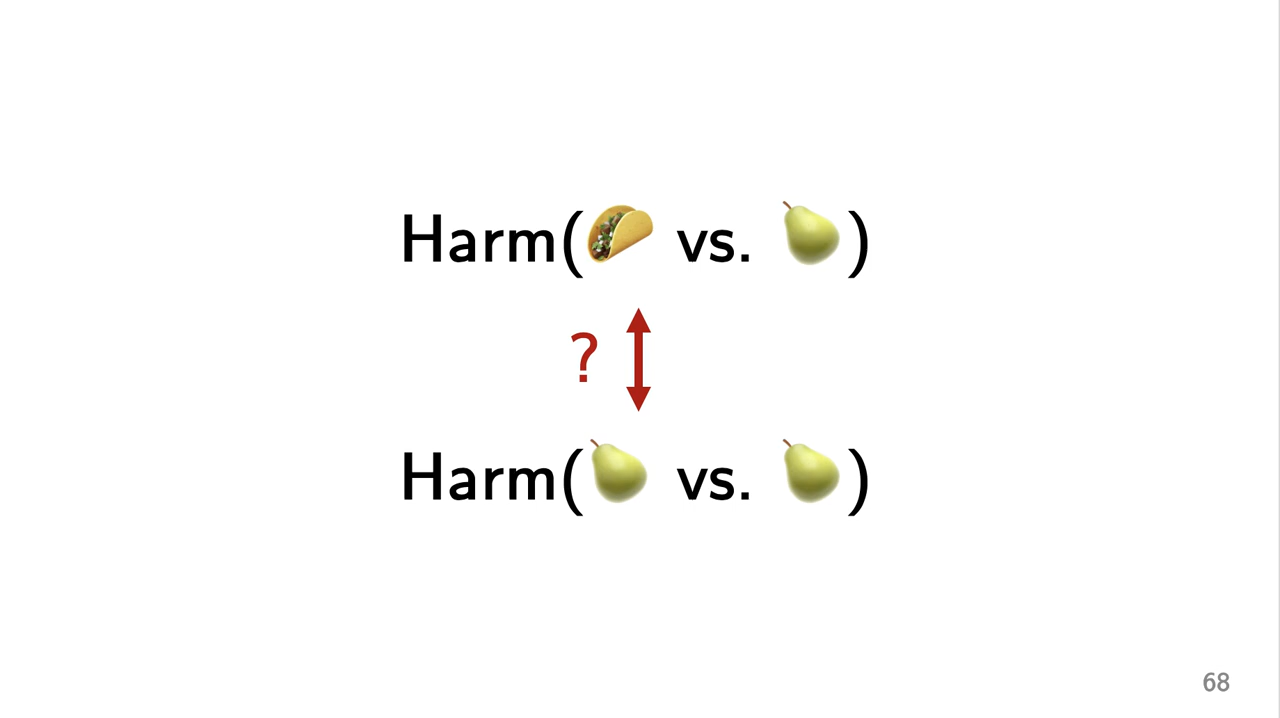 Harm(🌮 vs. 🍐)
?
Harm(🍐 vs. 🍐)
68